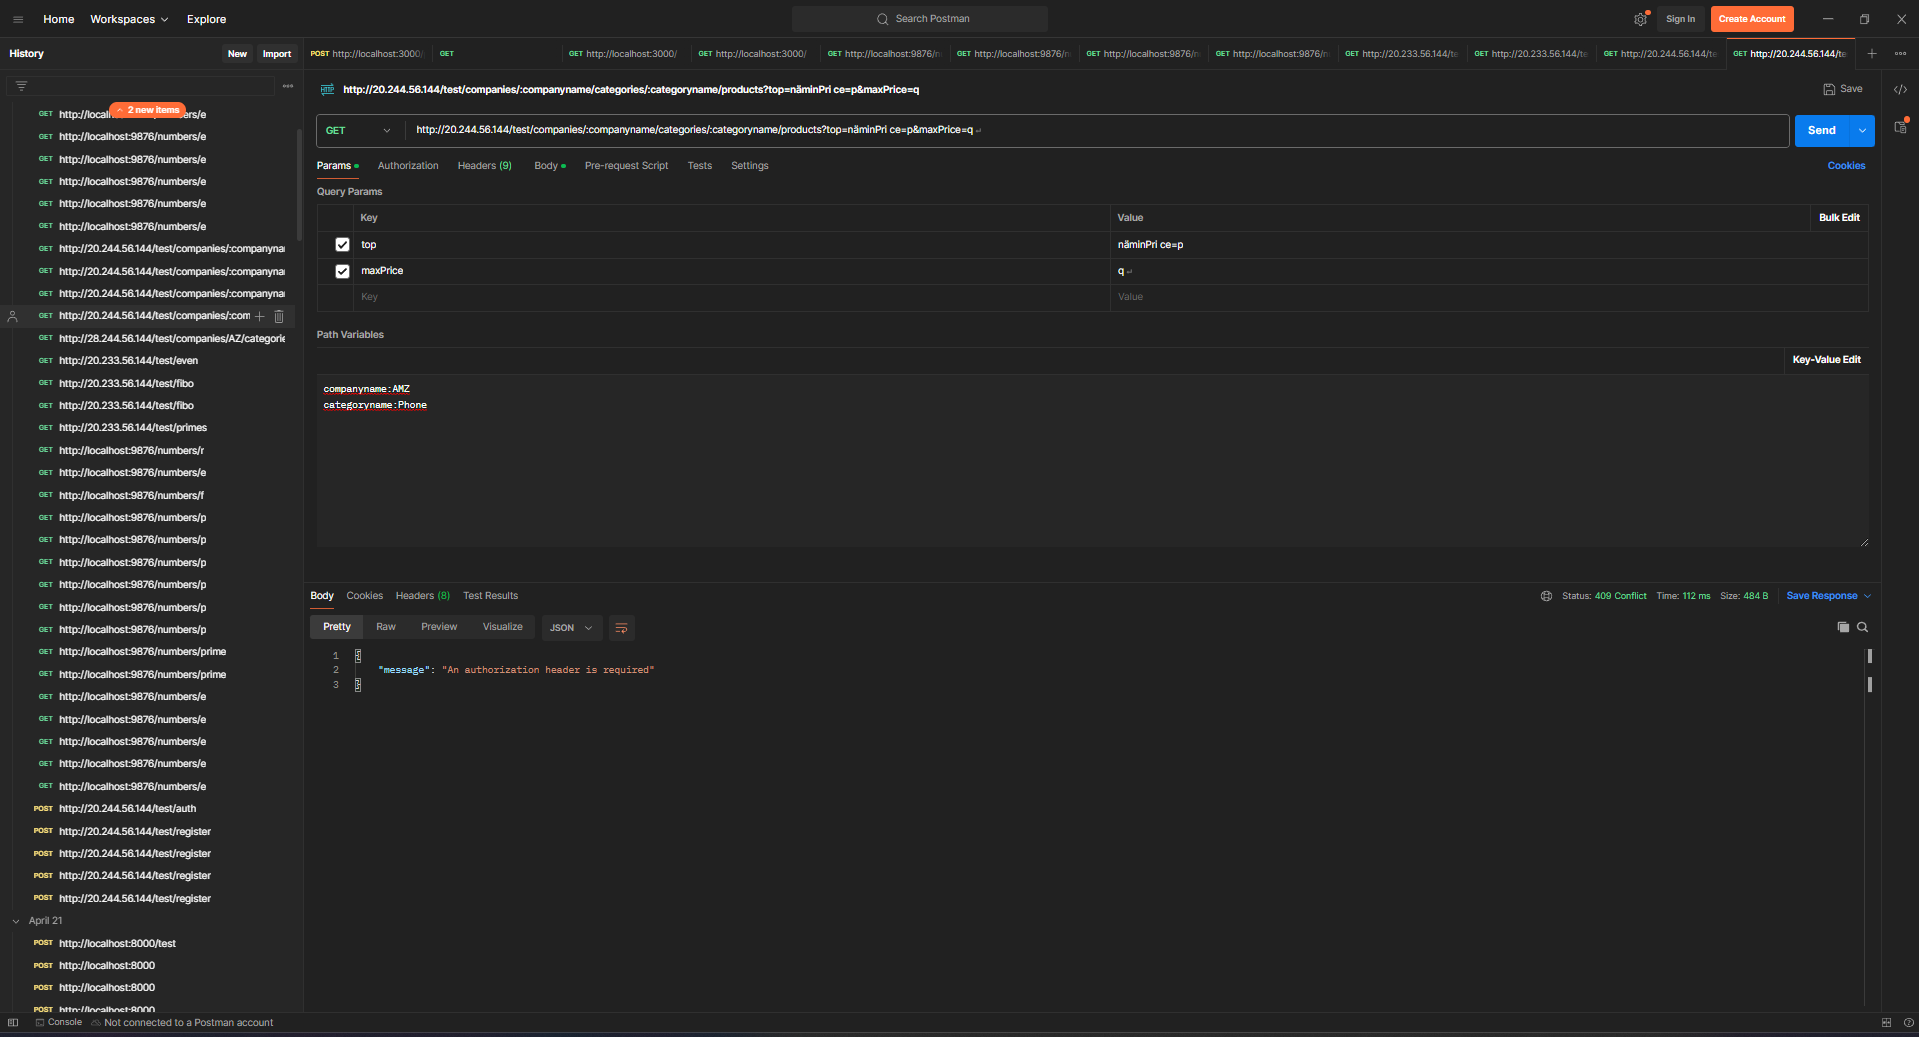 Home Workspaces Explore Search Postman Sign In Create Account
History New Import
POST http://localhost:3000/ GET GET http://localhost:3000/ GET http://localhost:3000/ GET http://localhost:9876/n GET http://localhost:9876/n GET http://localhost:9876/n GET http://localhost:9876/n GET http://20.233.56.144/te GET http://20.233.56.144/te GET http://20.244.56.144/te GET http://20.244.56.144/te
2 new items
GET http://local mbers/e
GET http://localhost:9876/numbers/e
GET http://localhost:9876/numbers/e
GET http://localhost:9876/numbers/e
GET http://localhost:9876/numbers/e
GET http://localhost:9876/numbers/e
GET http://20.244.56.144/test/companies/:companynar
GET http://20.244.56.144/test/companies/:companynar
GET http://20.244.56.144/test/companies/:companynar
GET http://20.244.56.144/test/companies/:com
GET http://28.244.56.144/test/companies/AZ/categorie
GET http://20.233.56.144/test/even
GET http://20.233.56.144/test/fibo
GET http://20.233.56.144/test/fibo
GET http://20.233.56.144/test/primes
GET http://localhost:9876/numbers/r
GET http://localhost:9876/numbers/e
GET http://localhost:9876/numbers/f
GET http://localhost:9876/numbers/p
GET http://localhost:9876/numbers/p
GET http://localhost:9876/numbers/p
GET http://localhost:9876/numbers/p
GET http://localhost:9876/numbers/p
GET http://localhost:9876/numbers/p
GET http://localhost:9876/numbers/prime
GET http://localhost:9876/numbers/prime
GET http://localhost:9876/numbers/e
GET http://localhost:9876/numbers/e
GET http://localhost:9876/numbers/e
GET http://localhost:9876/numbers/e
GET http://localhost:9876/numbers/e
POST http://20.244.56.144/test/auth
POST http://20.244.56.144/test/register
POST http://20.244.56.144/test/register
POST http://20.244.56.144/test/register
POST http://20.244.56.144/test/register
April 21
POST http://localhost:8000/test
POST http://localhost:8000
POST http://localhost:8000
POST http://localhost:8000
HTTP http://20.244.56.144/test/companies/:companyname/categories/:categoryname/products?top=näminPri ce=p&maxPrice=q Save
GET http://20.244.56.144/test/companies/:companyname/categories/:categoryname/products?top=näminPri ce=p&maxPrice=q ↵ Send
Params Authorization Headers (9) Body Pre-request Script Tests Settings Cookies
Query Params
Key Value Bulk Edit
top näminPri ce=p
maxPrice q ↵
Key Value
Path Variables
Key-Value Edit
companyname:AMZ
categoryname:Phone
Body Cookies Headers (8) Test Results Status: 409 Conflict Time: 112 ms Size: 484 B Save Response
Pretty Raw Preview Visualize JSON
1 {
2 "message": "An authorization header is required"
3 }
Console Not connected to a Postman account